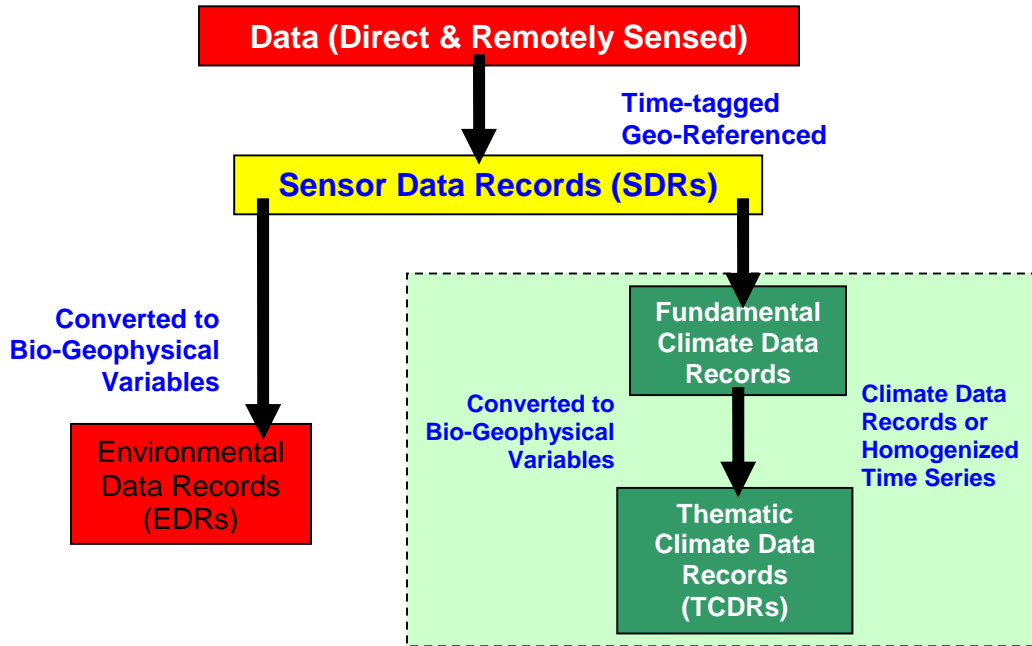 Data (Direct & Remotely Sensed)
Time-tagged
Geo-Referenced
Sensor Data Records (SDRs)
Converted to
Bio-Geophysical
Variables
Environmental
Data Records
(EDRs)
Fundamental
Climate Data
Records
Converted to
Bio-Geophysical
Variables
Climate Data
Records or
Homogenized
Time Series
Thematic
Climate Data
Records
(TCDRs)